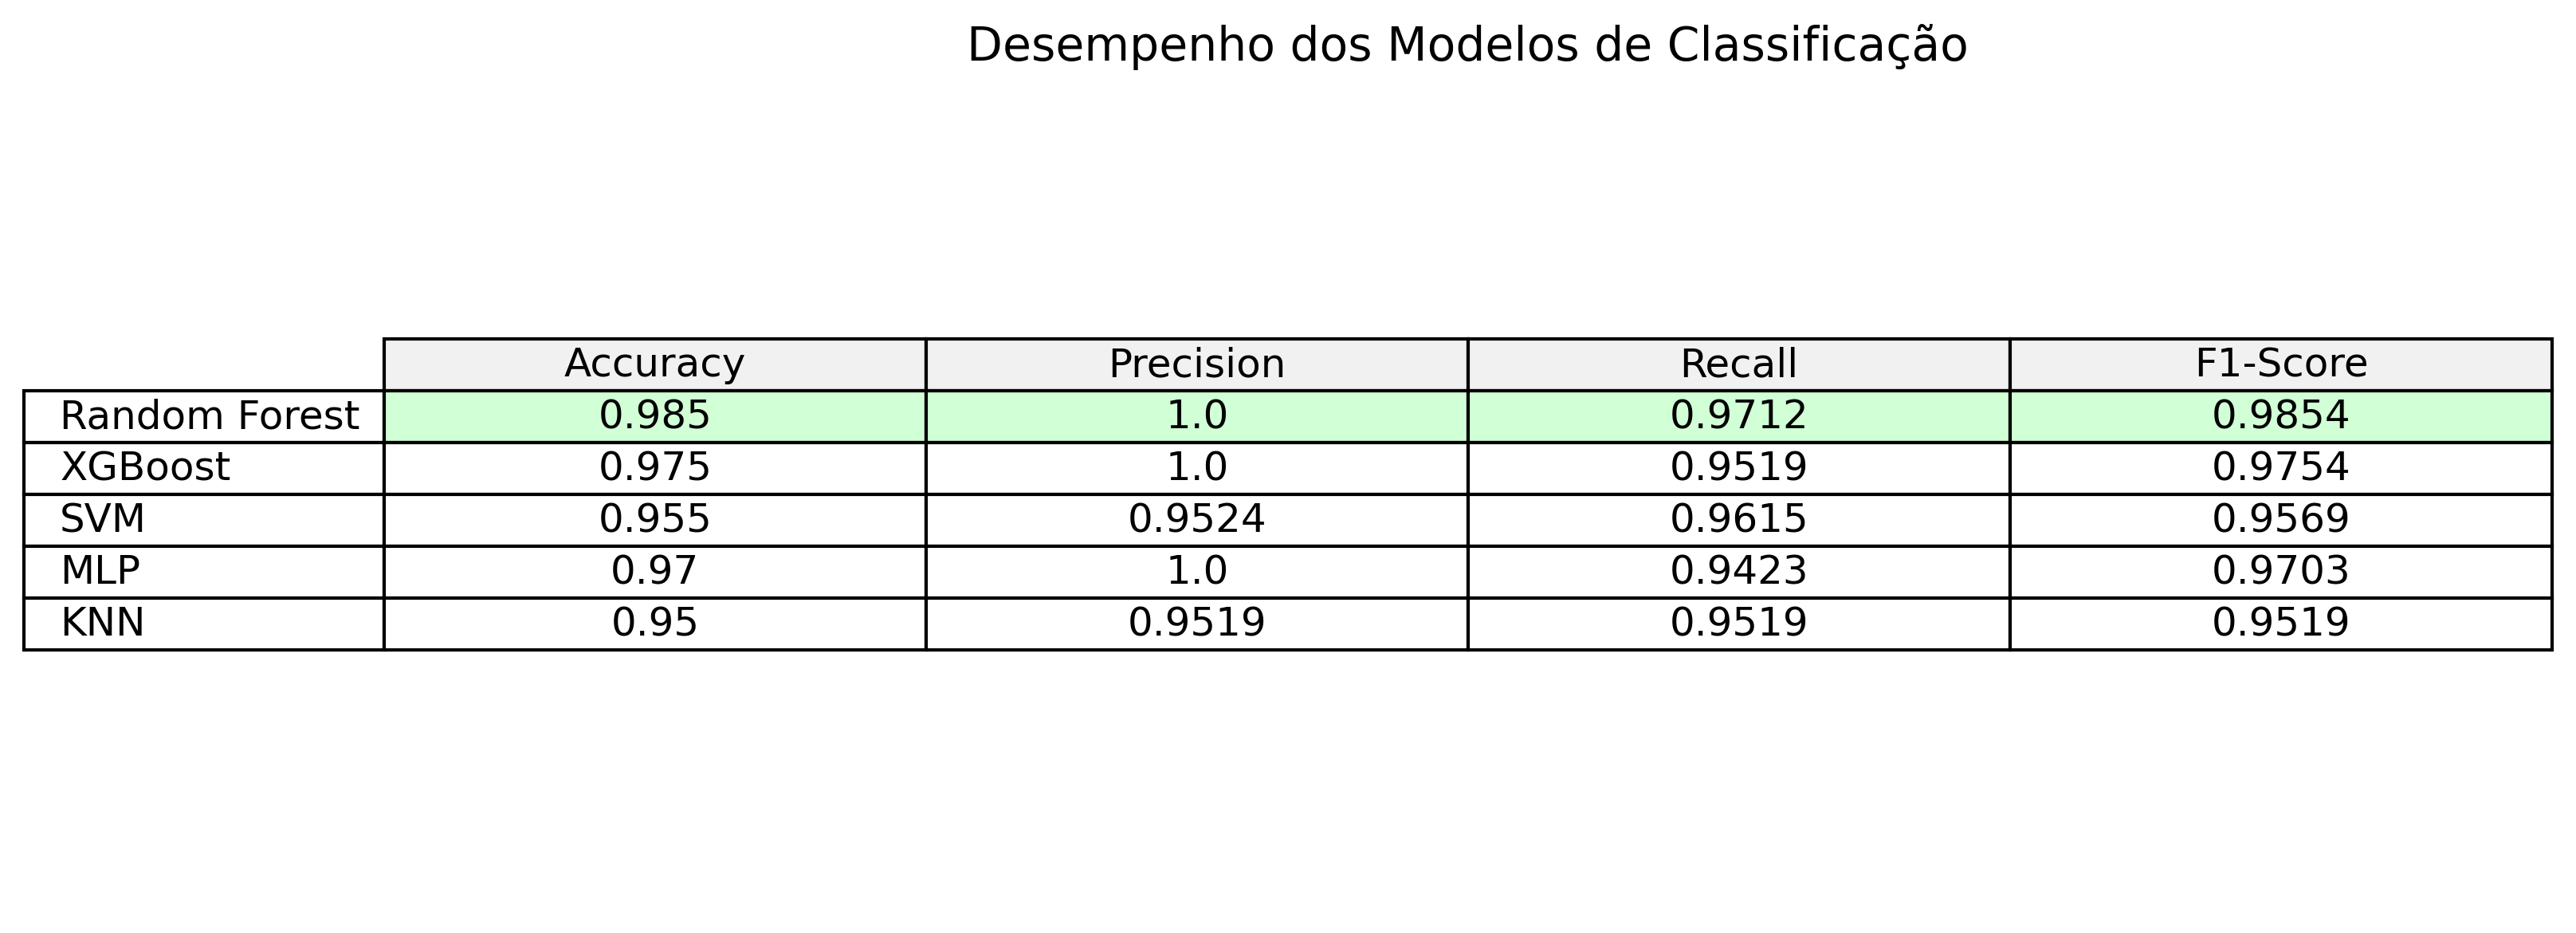 Desempenho dos Modelos de Classificação
Accuracy Precision Recall F1-Score
Random Forest 0.985 1.0 0.9712 0.9854
XGBoost 0.975 1.0 0.9519 0.9754
SVM 0.955 0.9524 0.9615 0.9569
MLP 0.97 1.0 0.9423 0.9703
KNN 0.95 0.9519 0.9519 0.9519